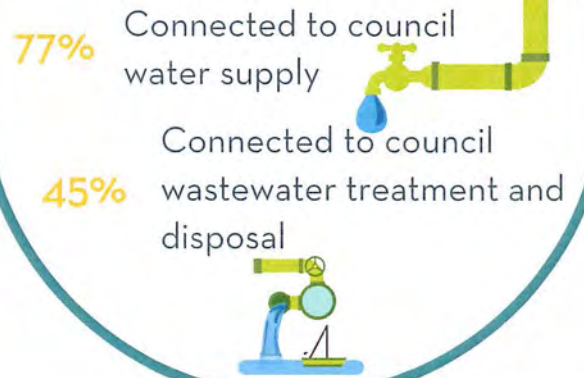 77% Connected to council
water supply
Connected to council
45% wastewater treatment and
disposal